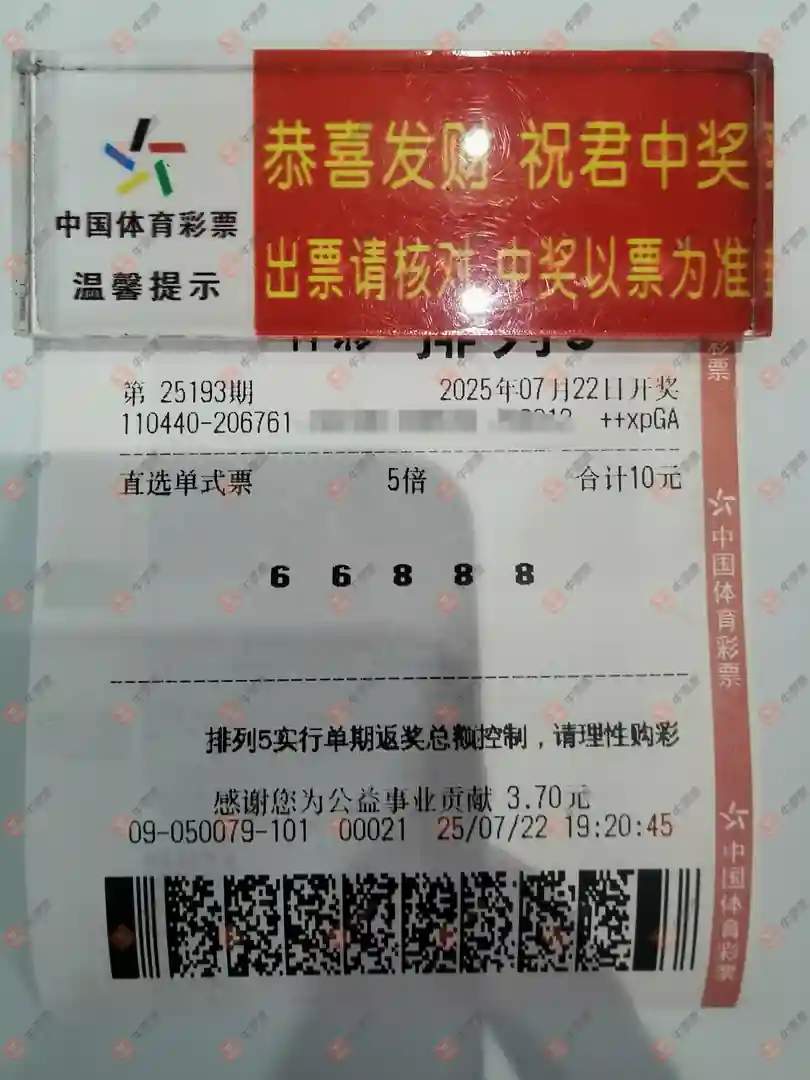 恭喜发财 祝君中奖
中国体育彩票
温馨提示
出票请核对 中奖以票为准
排列5
彩票
第 25193期 2025年07月22日开奖
110440-206761 ++xpGA
直选单式票 5倍 合计10元
6 6 8 8 8
中国体育彩票
排列5实行单期返奖总额控制，请理性购彩
感谢您为公益事业贡献 3.70元
09-050079-101 00021 25/07/22 19:20:45
中国体育彩票